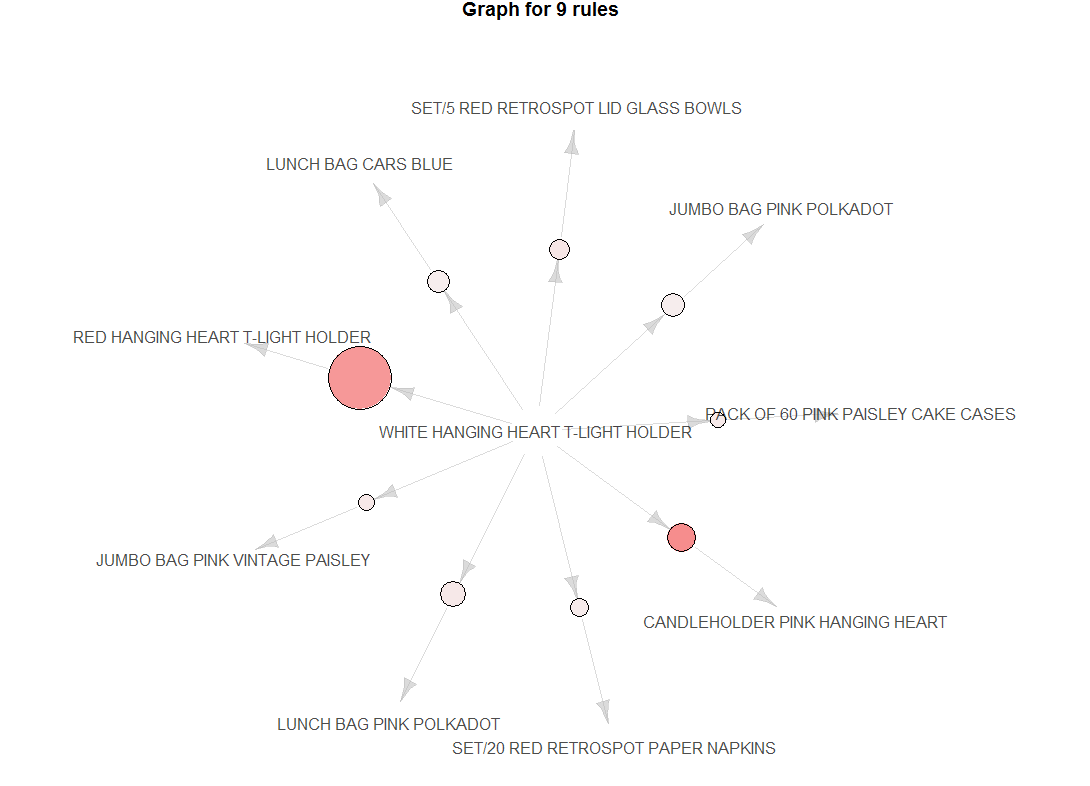 Graph for 9 rules
SET/5 RED RETROSPOT LID GLASS BOWLS
LUNCH BAG CARS BLUE
JUMBO BAG PINK POLKADOT
RED HANGING HEART T-LIGHT HOLDER
PACK OF 60 PINK PAISLEY CAKE CASES
WHITE HANGING HEART T-LIGHT HOLDER
JUMBO BAG PINK VINTAGE PAISLEY
CANDLEHOLDER PINK HANGING HEART
LUNCH BAG PINK POLKADOT
SET/20 RED RETROSPOT PAPER NAPKINS